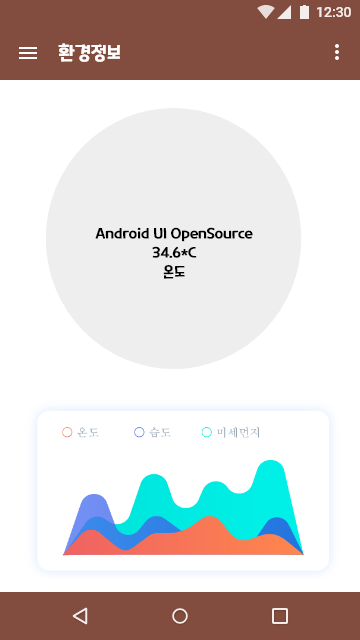 12:30
환경정보
Android UI OpenSource
34.6*C
온도
온도 습도 미세먼지